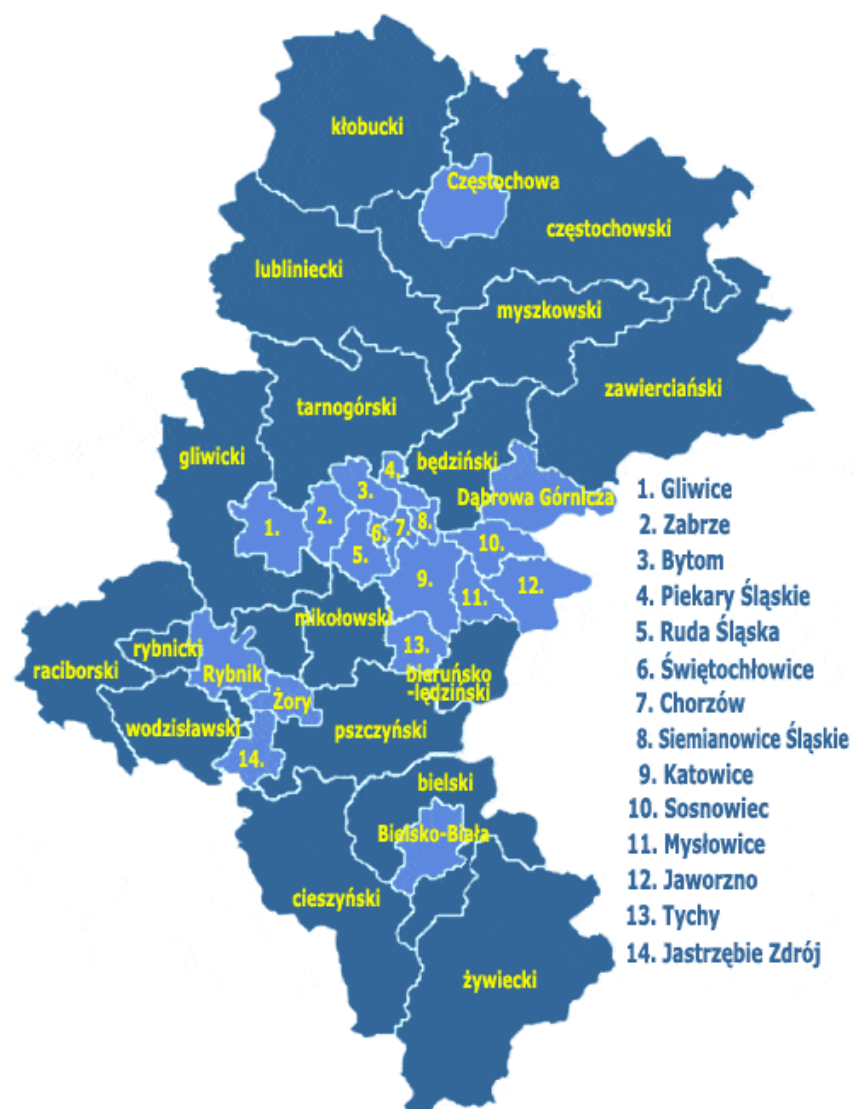 kłobucki
Częstochowa
częstochowski
lubliniecki
myszkowski
zawierciański
tarnogórski
gliwicki
będziński
4.
3.
Dąbrowa Górnicza
1.
2.
6.
7.
8.
5.
10.
9.
11.
12.
mikołowski
13.
rybnicki
raciborski
Rybnik
bieruńsko
-lędziński
Żory
wodzisławski
pszczyński
14.
bielski
Bielsko-Biała
cieszyński
żywiecki
1. Gliwice
2. Zabrze
3. Bytom
4. Piekary Śląskie
5. Ruda Śląska
6. Świętochłowice
7. Chorzów
8. Siemianowice Śląskie
9. Katowice
10. Sosnowiec
11. Mysłowice
12. Jaworzno
13. Tychy
14. Jastrzębie Zdrój